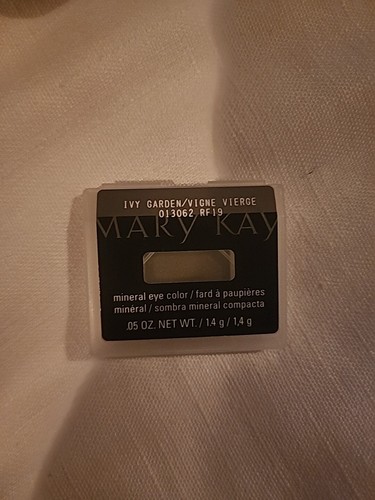 IVY GARDEN/VIGNE VIERGE
013062 RF19
MARY KAY
mineral eye color / fard à paupières
minéral / sombra mineral compacta
.05 OZ. NET WT. / 1.4 g / 1,4 g